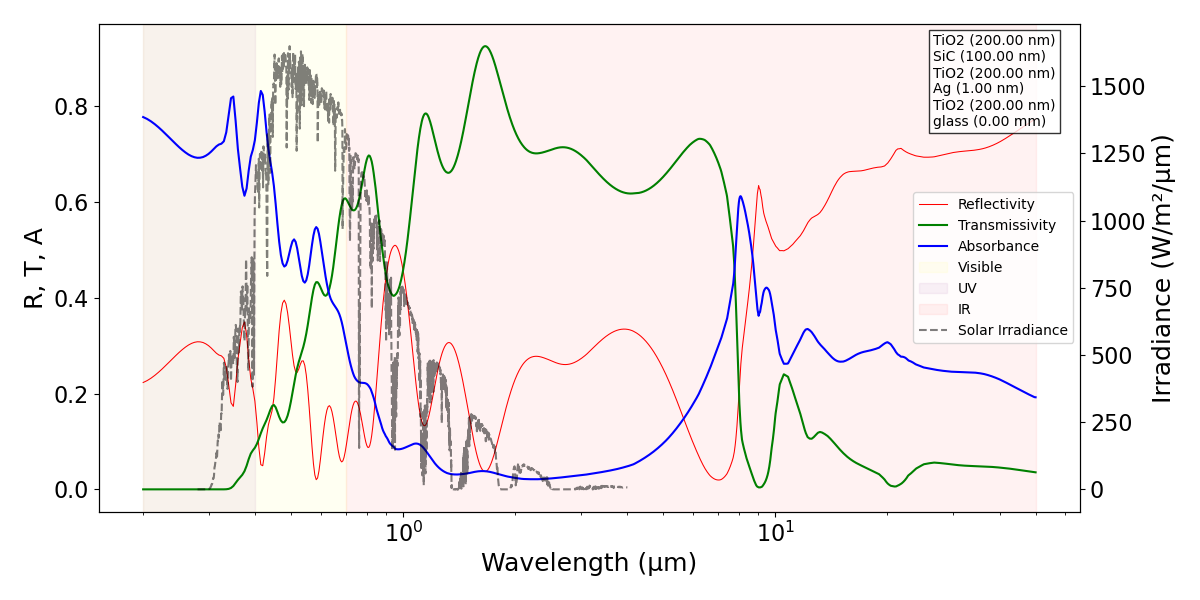 TiO2 (200.00 nm)
SiC (100.00 nm)
TiO2 (200.00 nm)
Ag (1.00 nm)
TiO2 (200.00 nm)
glass (0.00 mm)
Reflectivity
Transmissivity
Absorbance
Visible
UV
IR
Solar Irradiance
R, T, A
0.8
0.6
0.4
0.2
0.0
1500
1250
1000
750
500
250
0
Irradiance (W/m²/μm)
10⁰
10¹
Wavelength (μm)